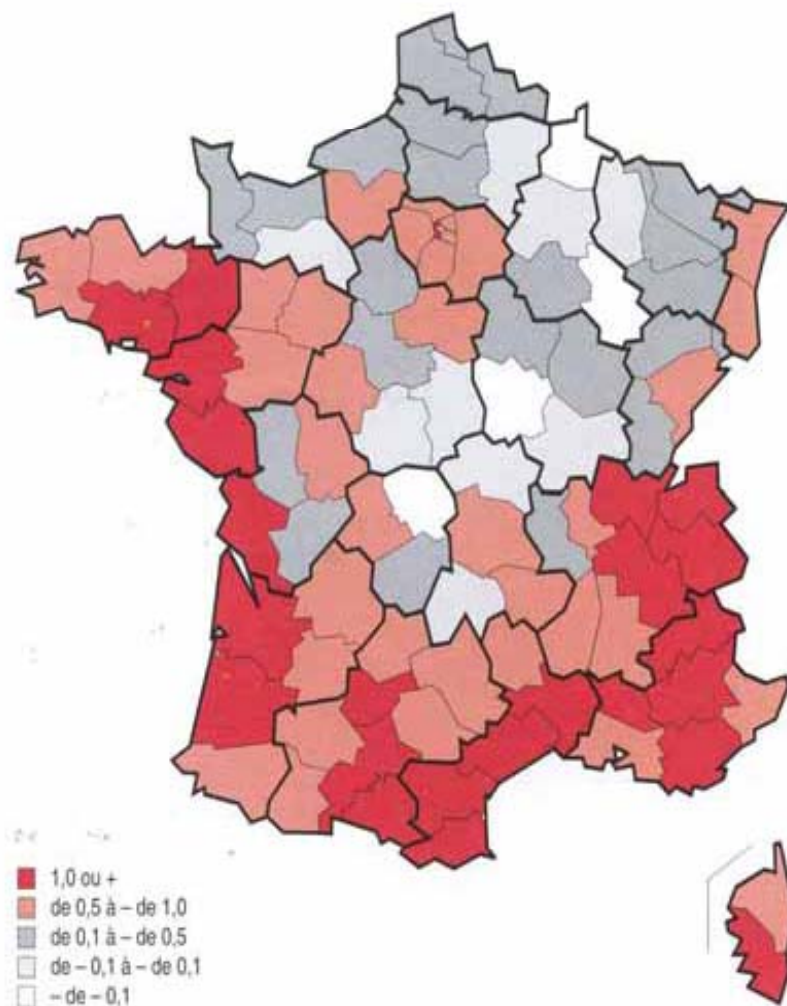 1,0 ou +
de 0,5 à – de 1,0
de 0,1 à – de 0,5
de – 0,1 à – de 0,1
– de – 0,1